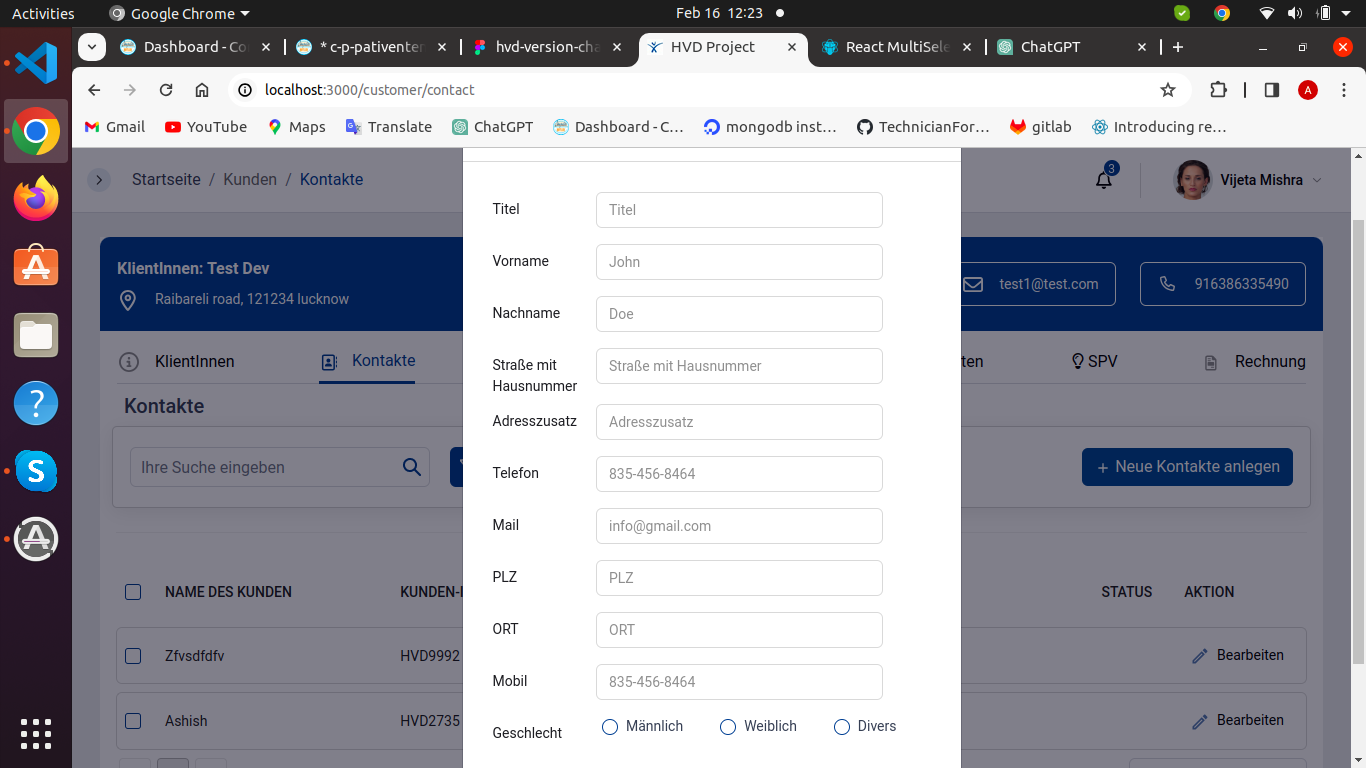 Activities
Google Chrome
Feb 16 12:23
Dashboard - Co
* c-p-pativenter
hvd-version-cha
HVD Project
React MultiSele
ChatGPT
localhost:3000/customer/contact
A
Gmail
YouTube
Maps
Translate
ChatGPT
Dashboard - C...
mongodb inst...
TechnicianFor...
gitlab
Introducing re...
Startseite / Kunden / Kontakte
3
Vijeta Mishra
KlientInnen: Test Dev
Raibareli road, 121234 lucknow
test1@test.com
916386335490
KlientInnen
Kontakte
ten
SPV
Rechnung
Kontakte
Ihre Suche eingeben
+ Neue Kontakte anlegen
NAME DES KUNDEN
KUNDEN-I
STATUS
AKTION
Zfvsdfdfv
HVD9992
Bearbeiten
Ashish
HVD2735
Bearbeiten
Titel
Titel
Vorname
John
Nachname
Doe
Straße mit
Hausnummer
Straße mit Hausnummer
Adresszusatz
Adresszusatz
Telefon
835-456-8464
Mail
info@gmail.com
PLZ
PLZ
ORT
ORT
Mobil
835-456-8464
Geschlecht
Männlich
Weiblich
Divers